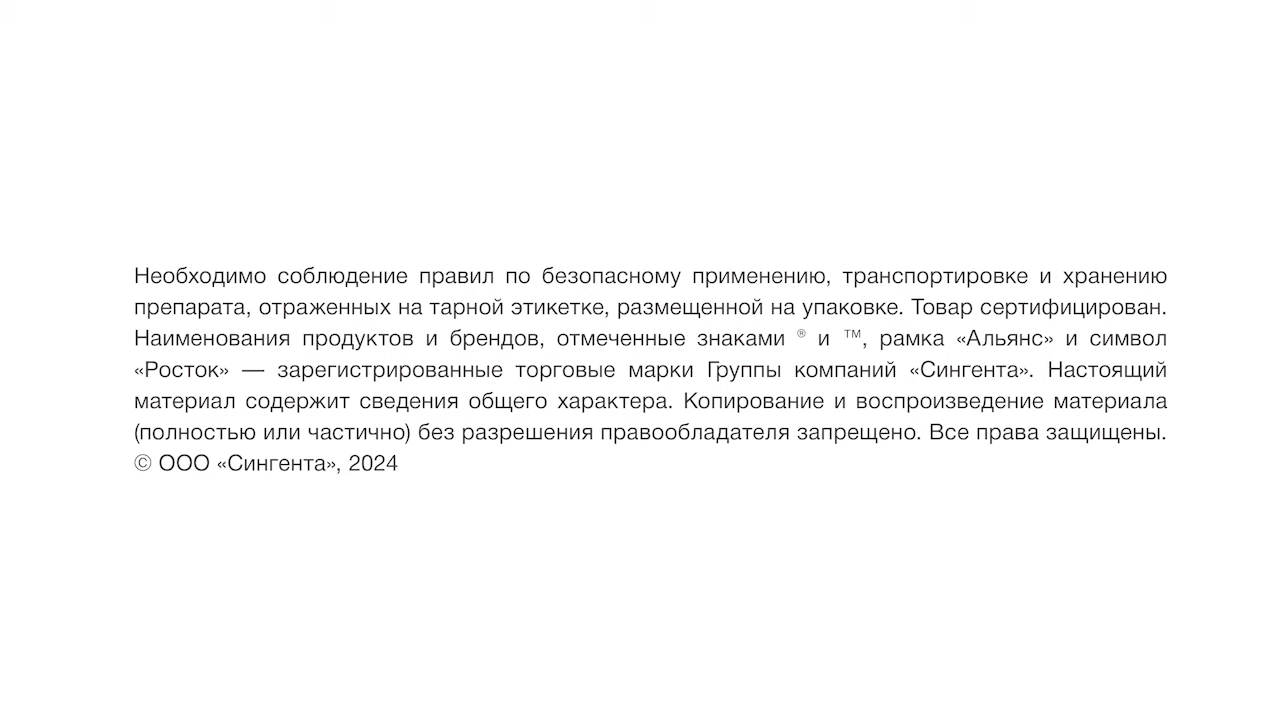 Необходимо соблюдение правил по безопасному применению, транспортировке и хранению
препарата, отраженных на тарной этикетке, размещенной на упаковке. Товар сертифицирован.
Наименования продуктов и брендов, отмеченные знаками ® и ™, рамка «Альянс» и символ
«Росток» — зарегистрированные торговые марки Группы компаний «Сингента». Настоящий
материал содержит сведения общего характера. Копирование и воспроизведение материала
(полностью или частично) без разрешения правообладателя запрещено. Все права защищены.
© ООО «Сингента», 2024